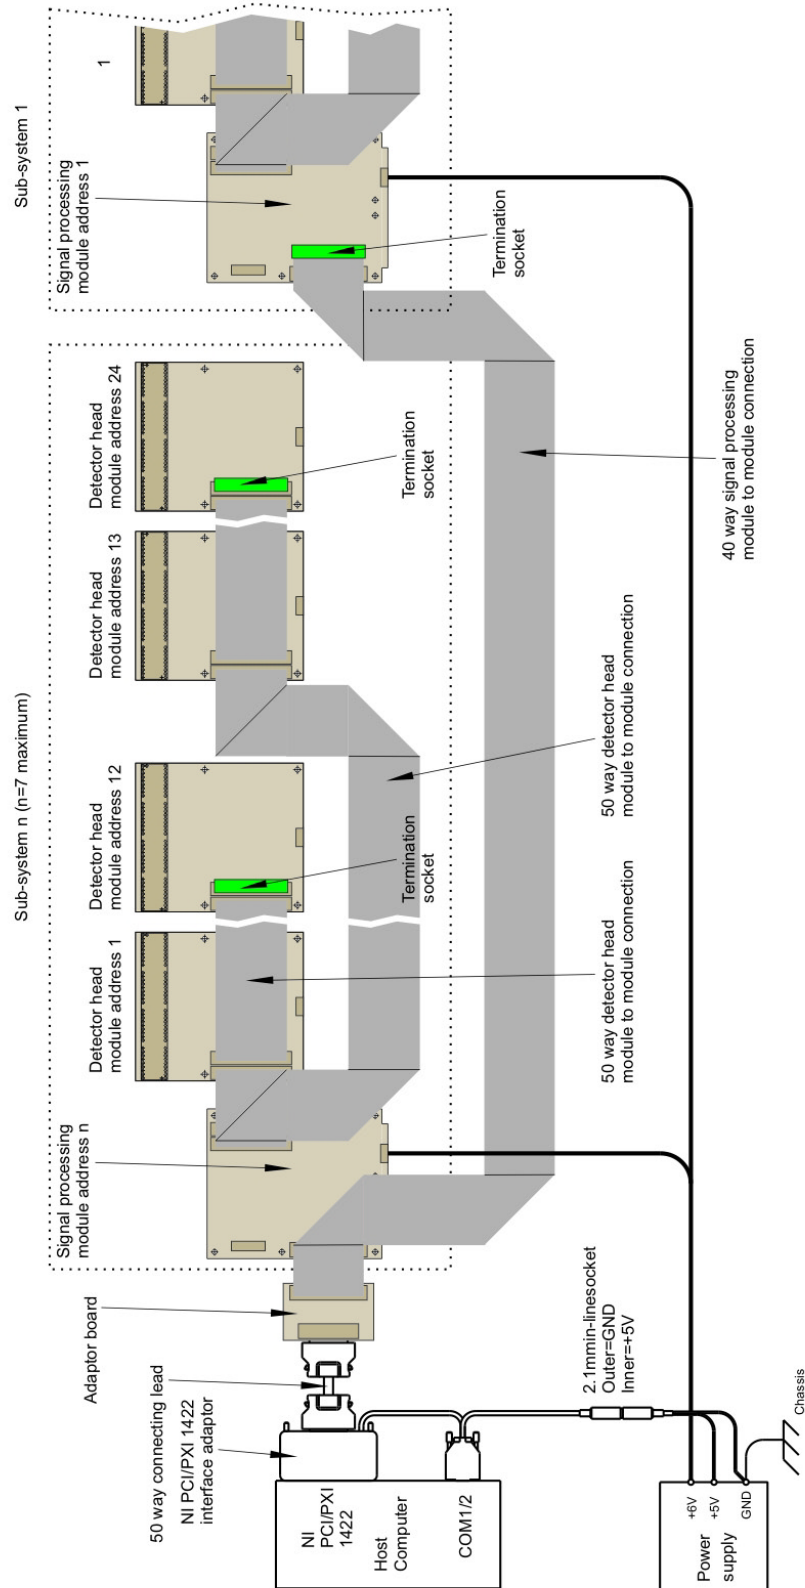 Sub-system n (n=7 maximum)
Sub-system 1
50 way connecting lead
NI PCI/PXI 1422
interface adaptor
Adaptor board
Signal processing
module address n
Detector head
module address 1
Detector head
module address 12
Detector head
module address 13
Detector head
module address 24
Signal processing
module address 1
1
Termination
socket
Termination
socket
Termination
socket
NI
PCI/PXI
1422
Host
Computer
COM1/2
2.1mmin-linesocket
Outer=GND
Inner=+5V
50 way detector head
module to module connection
50 way detector head
module to module connection
40 way signal processing
module to module connection
Power
supply
+6V
+5V
GND
Chassis